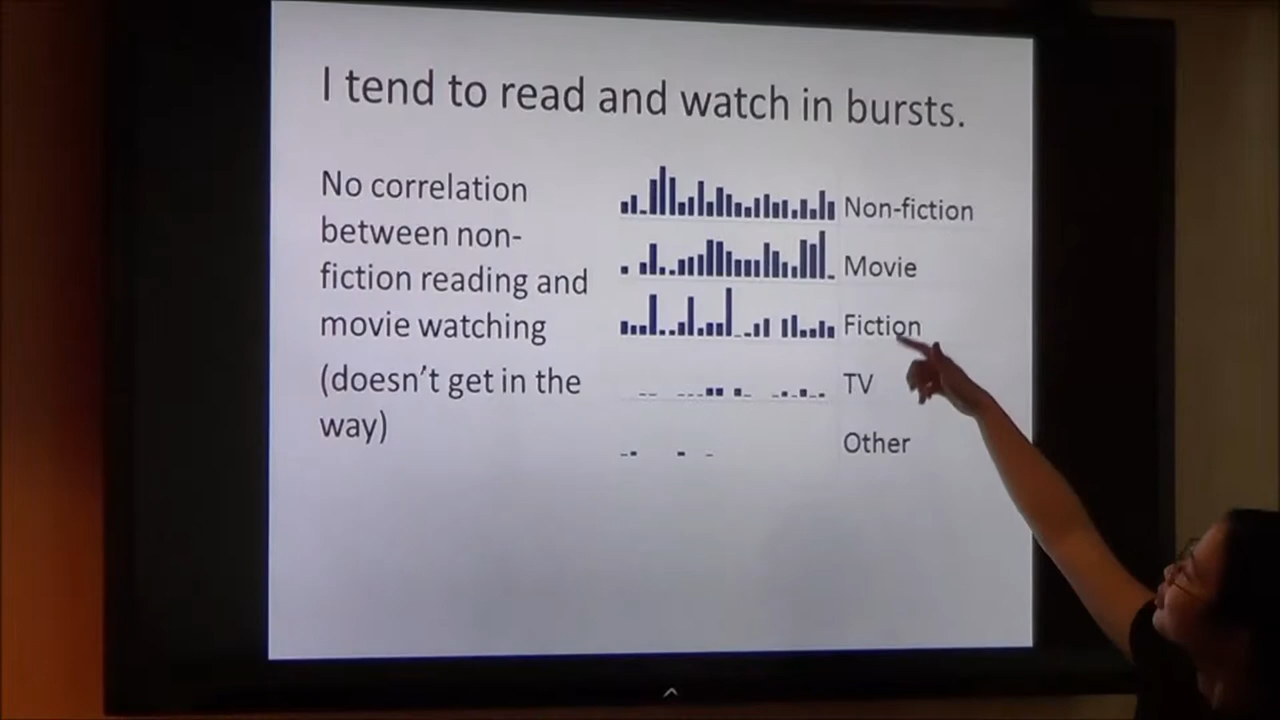 I tend to read and watch in bursts.
No correlation
between non-
fiction reading and
movie watching
(doesn't get in the
way)
Non-fiction
Movie
Fiction
TV
Other